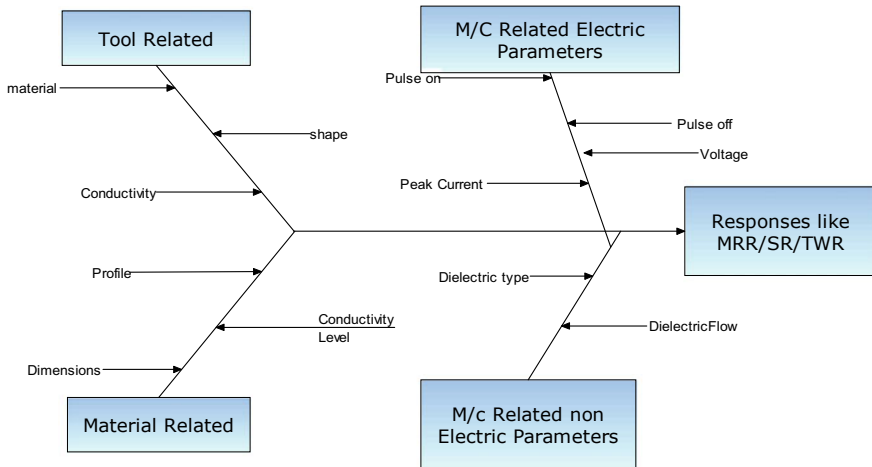 Tool Related
M/C Related Electric
Parameters
material
Pulse on
shape
Pulse off
Voltage
Conductivity
Peak Current
Responses like
MRR/SR/TWR
Profile
Dielectric type
Conductivity
Level
DielectricFlow
Dimensions
Material Related
M/c Related non
Electric Parameters